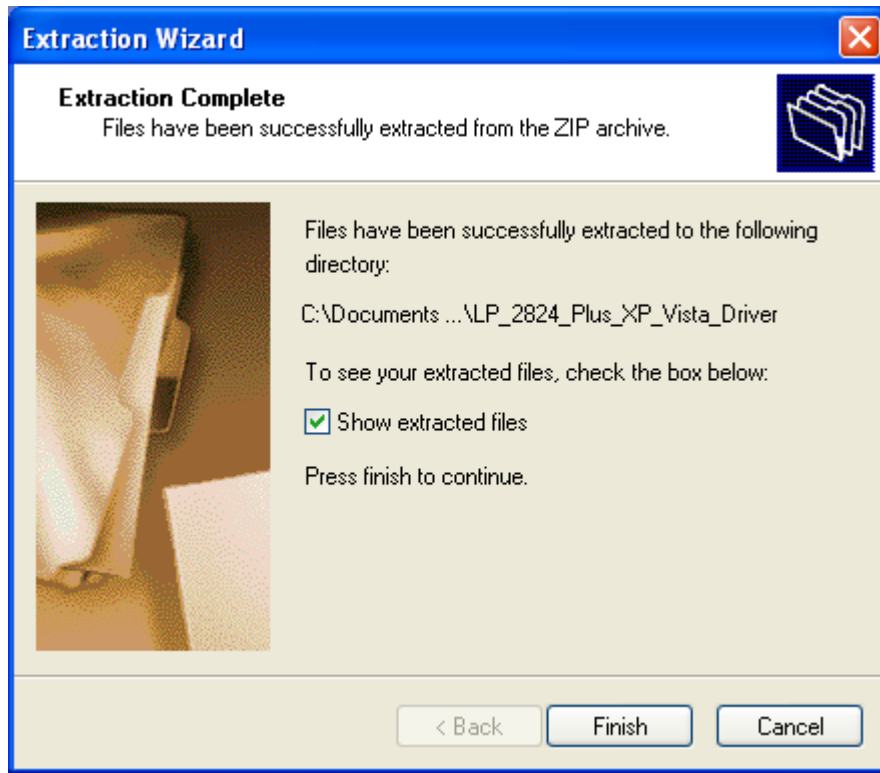 Extraction Wizard
Extraction Complete
Files have been successfully extracted from the ZIP archive.
Files have been successfully extracted to the following
directory:
C:\Documents ...\LP_2824_Plus_XP_Vista_Driver
To see your extracted files, check the box below:
Show extracted files
Press finish to continue.
< Back Finish Cancel